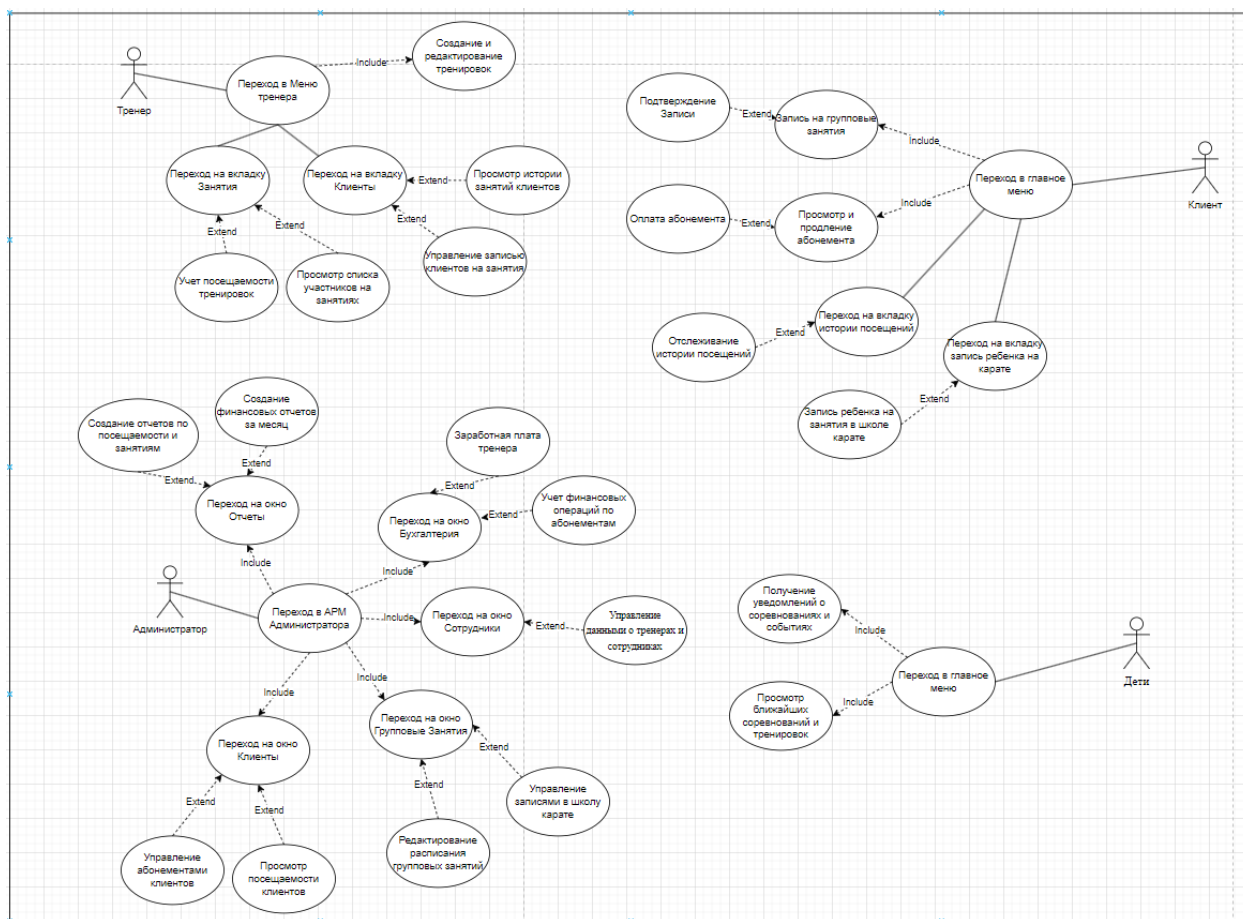 Создание и
редактирование
тренировок
Include
Переход в Меню
тренера
Тренер
Переход на вкладку
Занятия
Переход на вкладку
Клиенты
Extend
Просмотр истории
занятий клиентов
Extend
Extend
Extend
Учет посещаемости
тренировок
Просмотр списка
участников на
занятиях
Управление записью
клиентов на занятия
Подтверждение
Записи
Extend
Запись на групповые
занятия
Include
Переход в главное
меню
Клиент
Include
Оплата абонемента
Extend
Просмотр и
продление
абонемента
Переход на вкладку
истории посещений
Extend
Отслеживание
истории посещений
Переход на вкладку
запись ребенка на
карате
Extend
Запись ребенка на
занятия в школе
карате
Создание
финансовых отчетов
за месяц
Создание отчетов по
посещаемости и
занятиям
Extend
Extend
Переход на окно
Отчеты
Include
Заработная плата
тренера
Extend
Учет финансовых
операций по
абонементам
Extend
Переход на окно
Бухгалтерия
Include
Администратор
Переход в АРМ
Администратора
Include
Переход на окно
Сотрудники
Extend
Управление
данными о тренерах и
сотрудниках
Include
Include
Переход на окно
Клиенты
Переход на окно
Групповые Занятия
Extend
Extend
Extend
Extend
Управление
записями в школу
карате
Управление
абонементами
клиентов
Просмотр
посещаемости
клиентов
Редактирование
расписания
групповых занятий
Получение
уведомлений о
соревнованиях и
событиях
Include
Переход в главное
меню
Дети
Include
Просмотр
ближайших
соревнований и
тренировок